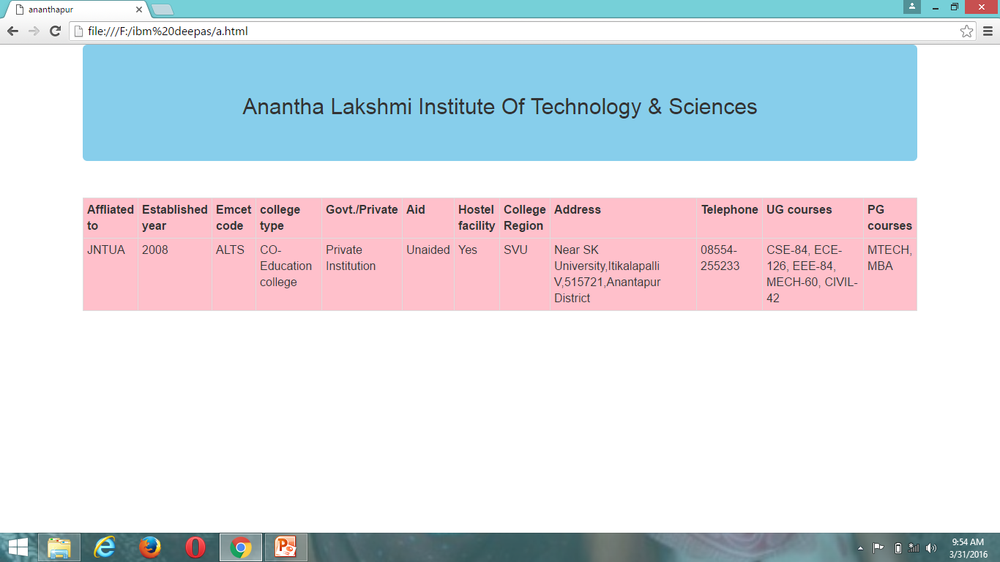 ananthapur
file:///F:/ibm%20deepas/a.html
Anantha Lakshmi Institute Of Technology & Sciences
Affliated to
Established year
Emcet code
college type
Govt./Private
Aid
Hostel facility
College Region
Address
Telephone
UG courses
PG courses
JNTUA
2008
ALTS
CO-
Education
college
Private
Institution
Unaided
Yes
SVU
Near SK
University,Itikalapalli
V,515721,Anantapur
District
08554-
255233
CSE-84, ECE-
126, EEE-84,
MECH-60, CIVIL-
42
MTECH,
MBA
9:54 AM
3/31/2016